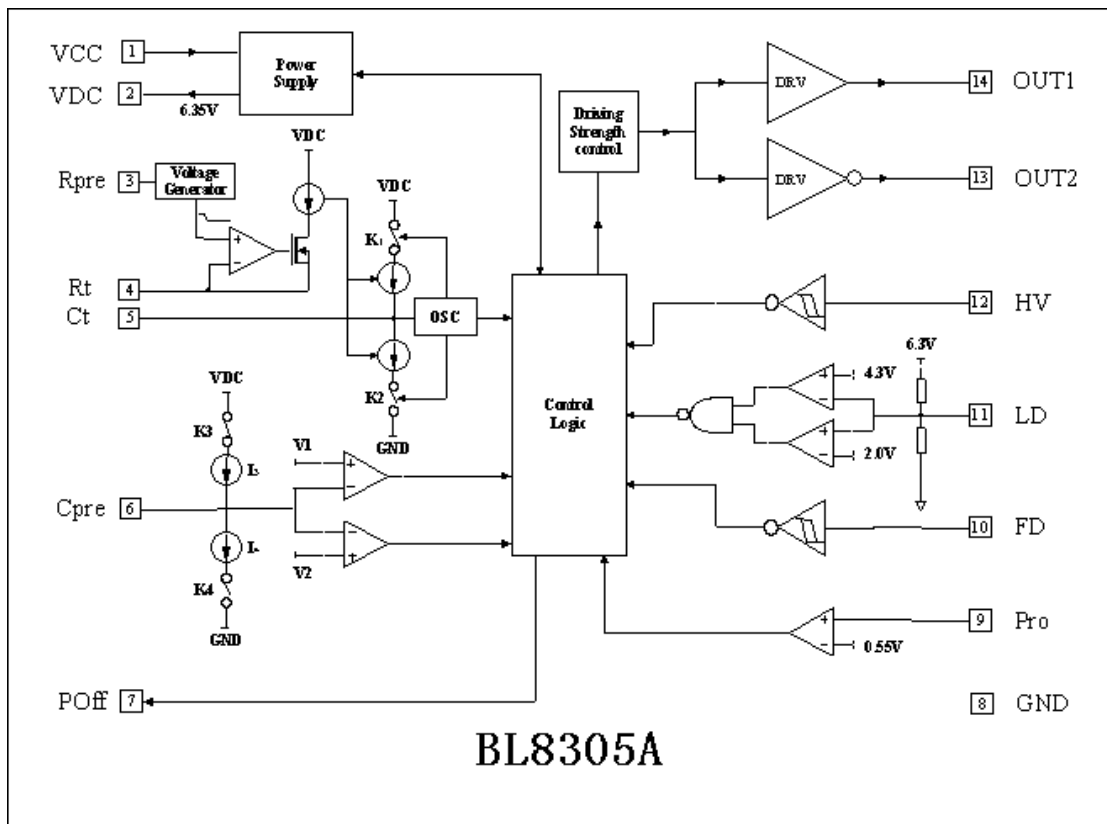 VCC 1
Power
Supply
VDC 2
6.35V
VDC
Rpre 3
Voltage
Generator
+
−
Rt 4
Ct 5
VDC
K1
OSC
K2
GND
VDC
K3
I3
Cpre 6
K4
GND
V1
+
−
−
+
V2
POff 7
Control
Logic
Driving
Strength
control
DRV
14 OUT1
DRV
13 OUT2
12 HV
6.3V
+
−
4.3V
11 LD
+
−
2.0V
10 FD
+
−
9 Pro
0.55V
8 GND
BL8305A